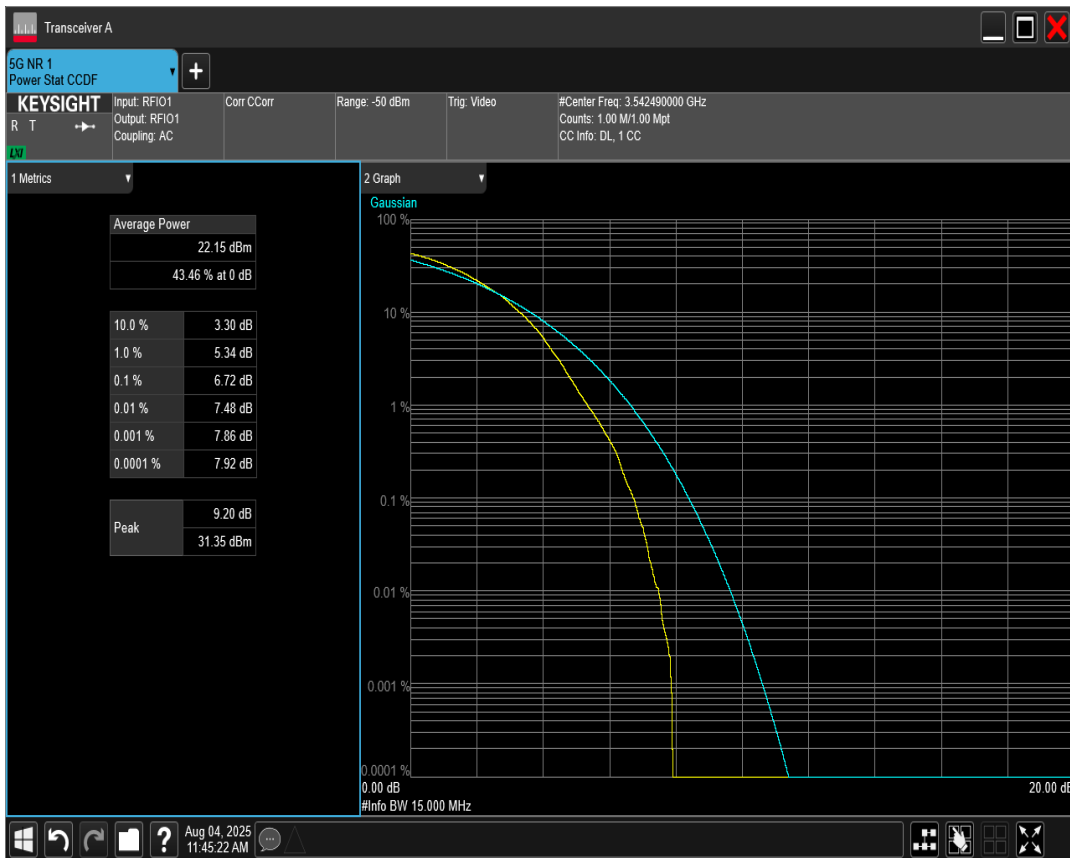 Transceiver A
5G NR 1
Power Stat CCDF
KEYSIGHT
R T
LXI
Input: RFIO1
Output: RFIO1
Coupling: AC
Corr CCorr
Range: -50 dBm
Trig: Video
#Center Freq: 3.542490000 GHz
Counts: 1.00 M/1.00 Mpt
CC Info: DL, 1 CC
1 Metrics
Average Power
22.15 dBm
43.46 % at 0 dB
10.0 % 3.30 dB
1.0 % 5.34 dB
0.1 % 6.72 dB
0.01 % 7.48 dB
0.001 % 7.86 dB
0.0001 % 7.92 dB
Peak
9.20 dB
31.35 dBm
2 Graph
Gaussian
100 %
10 %
1 %
0.1 %
0.01 %
0.001 %
0.0001 %
0.00 dB
20.00 dB
#Info BW 15.000 MHz
?
Aug 04, 2025
11:45:22 AM